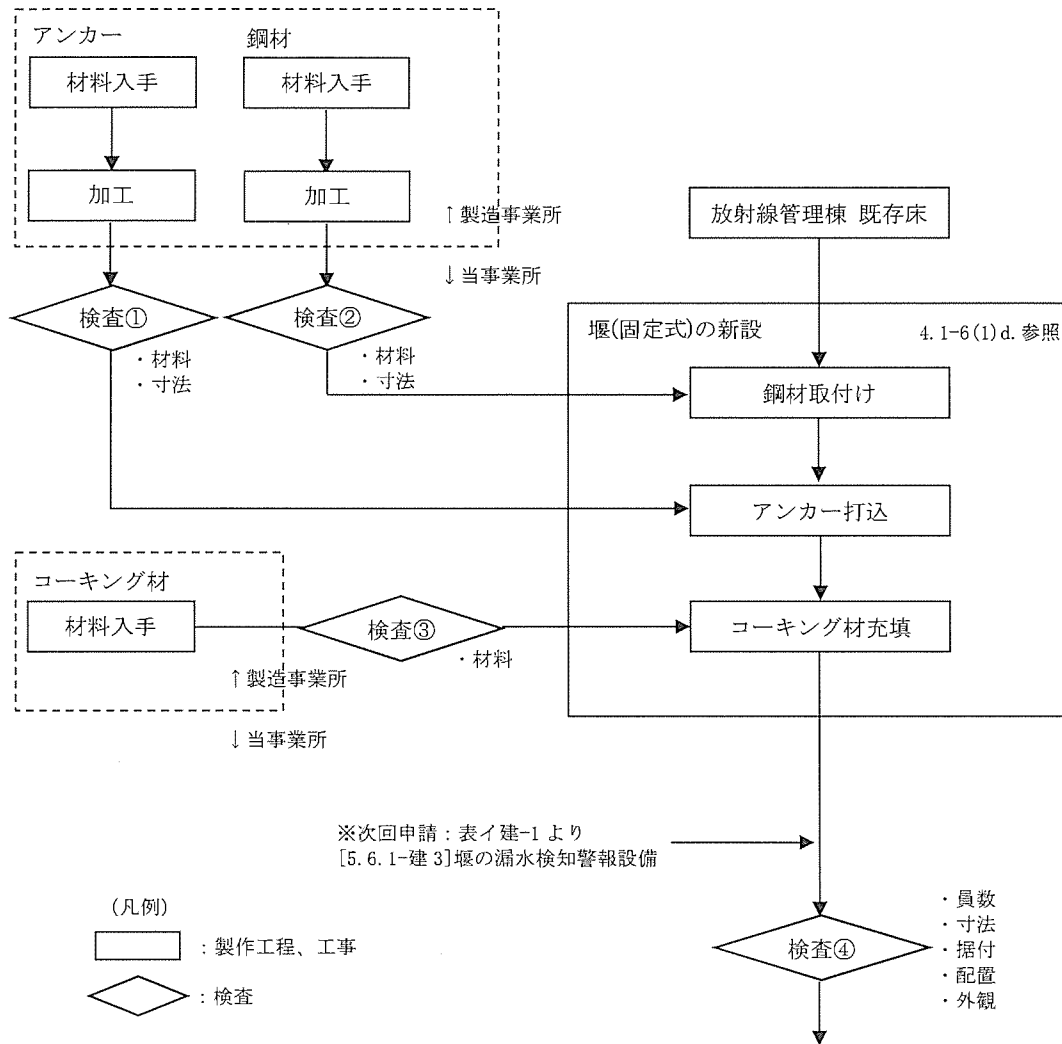 アンカー
鋼材
材料入手
材料入手
加工
加工
↑製造事業所
↓当事業所
放射線管理棟 既存床
検査①
・材料
・寸法
検査②
・材料
・寸法
堰(固定式)の新設
4.1-6(1)d.参照
鋼材取付け
アンカー打込
コーキング材
材料入手
検査③
・材料
コーキング材充填
↑製造事業所
↓当事業所
※次回申請：表イ建-1より
[5.6.1-建3]堰の漏水検知警報設備
検査④
・員数
・寸法
・据付
・配置
・外観
(凡例)
：製作工程、工事
：検査